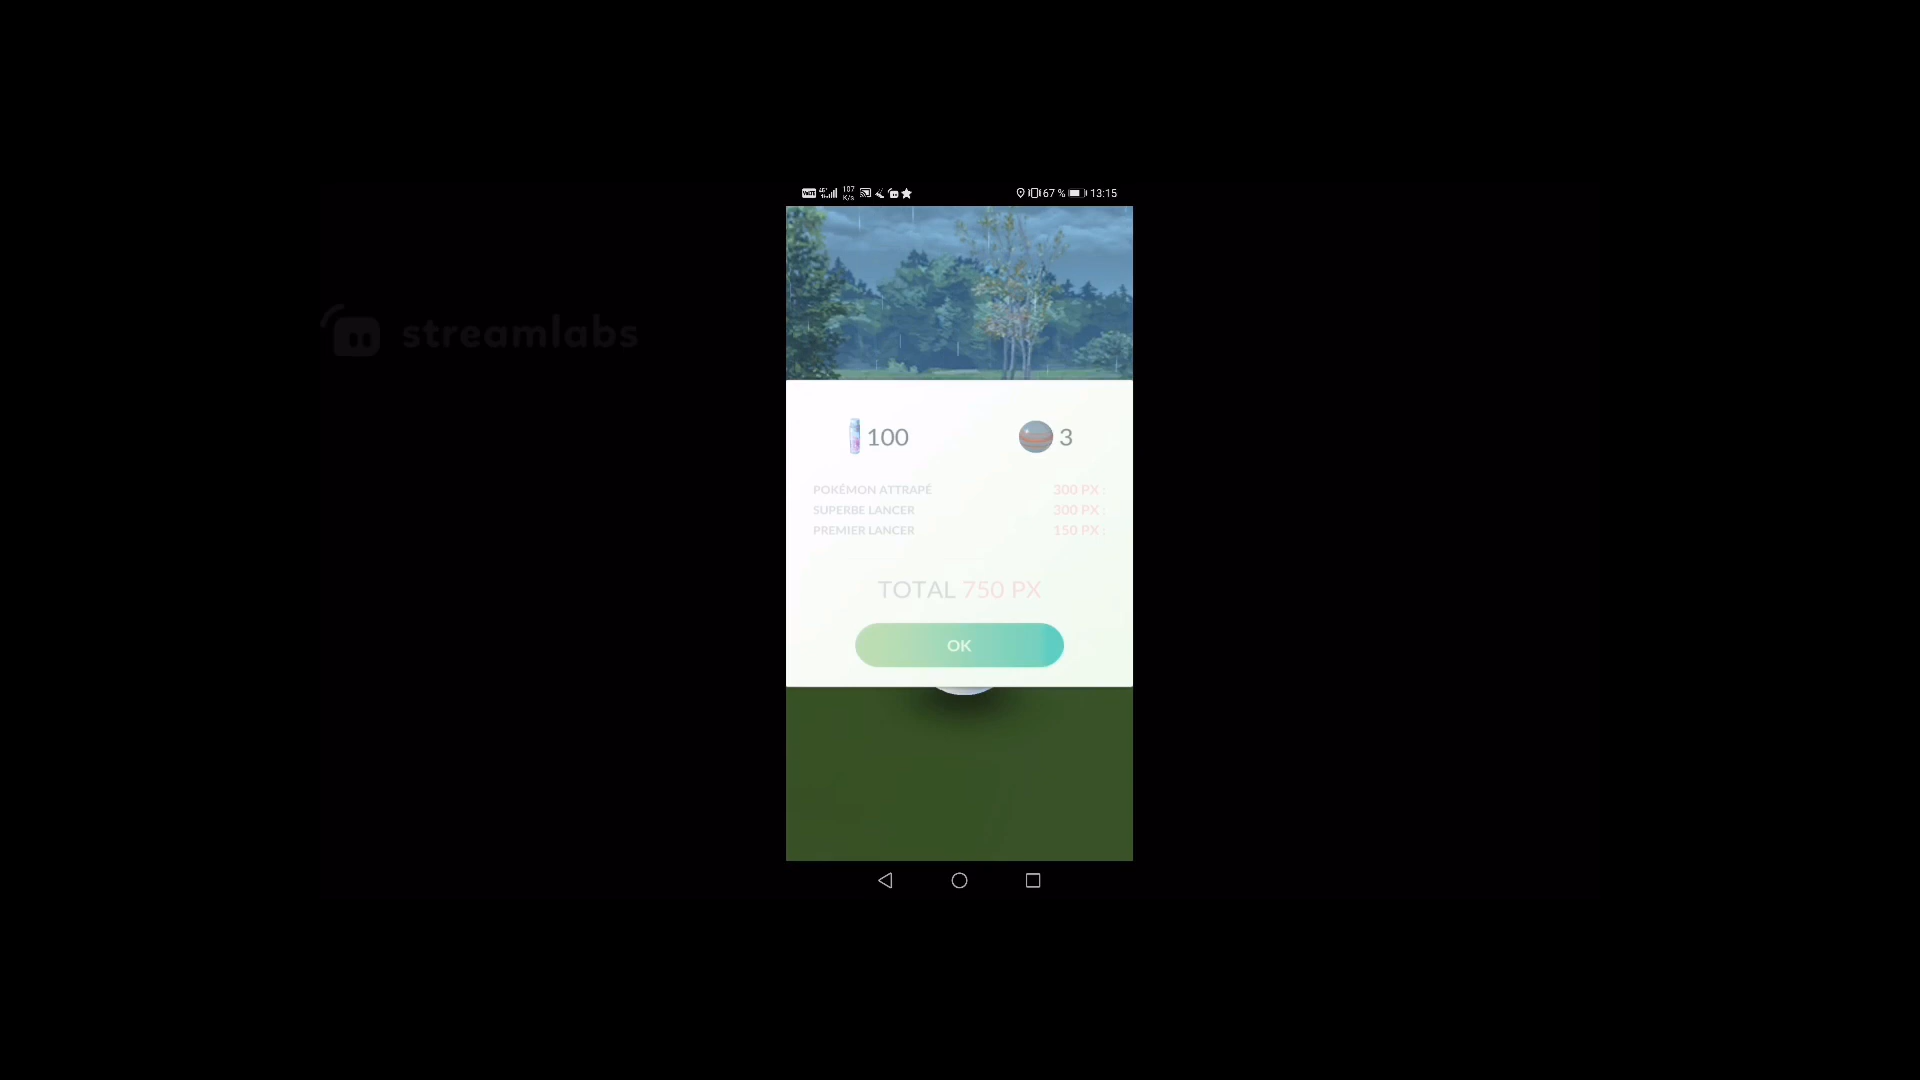 107
K/s
67 % 13:15
streamlabs
100
3
POKÉMON ATTRAPÉ 300 PX
SUPERBE LANCER 300 PX
PREMIER LANCER 150 PX
TOTAL 750 PX
OK